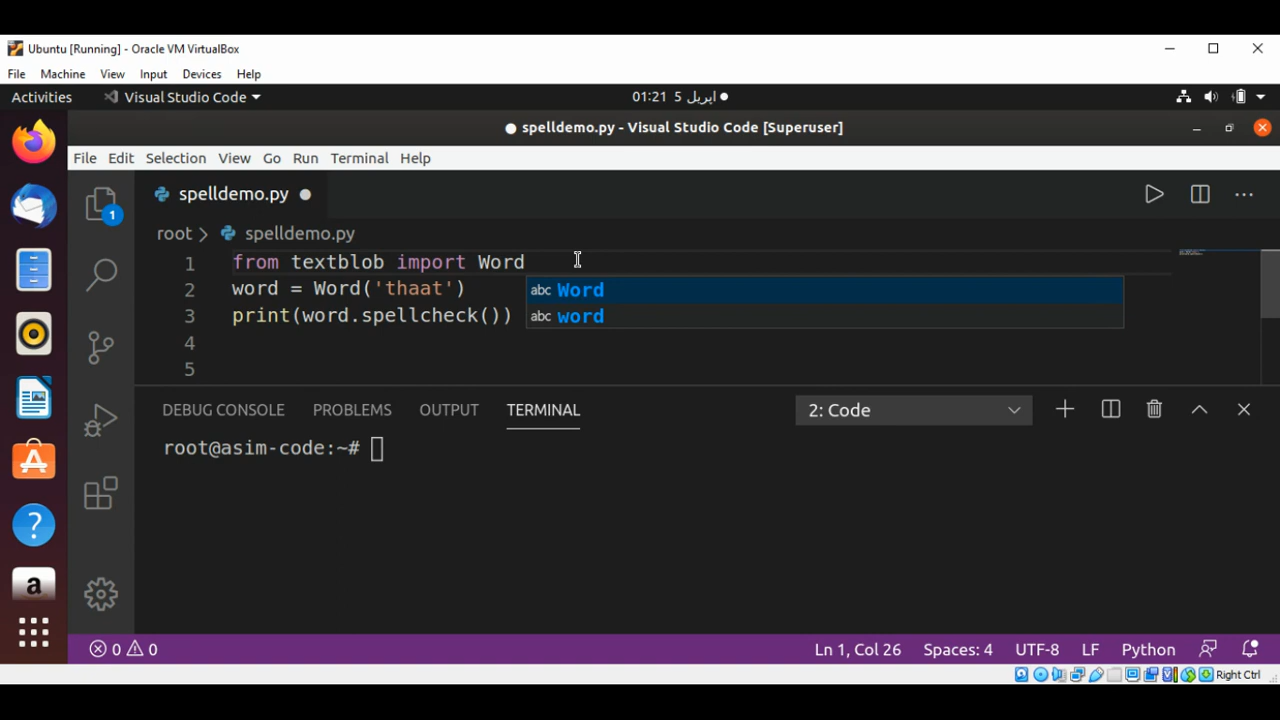 Ubuntu [Running] - Oracle VM VirtualBox
File Machine View Input Devices Help
Activities Visual Studio Code 01:21 5 اپریل
spelldemo.py - Visual Studio Code [Superuser]
File Edit Selection View Go Run Terminal Help
1 spelldemo.py
root > spelldemo.py
1 from textblob import Word
2 word = Word('thaat') abc Word
3 print(word.spellcheck()) abc word
4
5
DEBUG CONSOLE PROBLEMS OUTPUT TERMINAL 2: Code
root@asim-code:~#
?
a
0 0 Ln 1, Col 26 Spaces: 4 UTF-8 LF Python
Right Ctrl